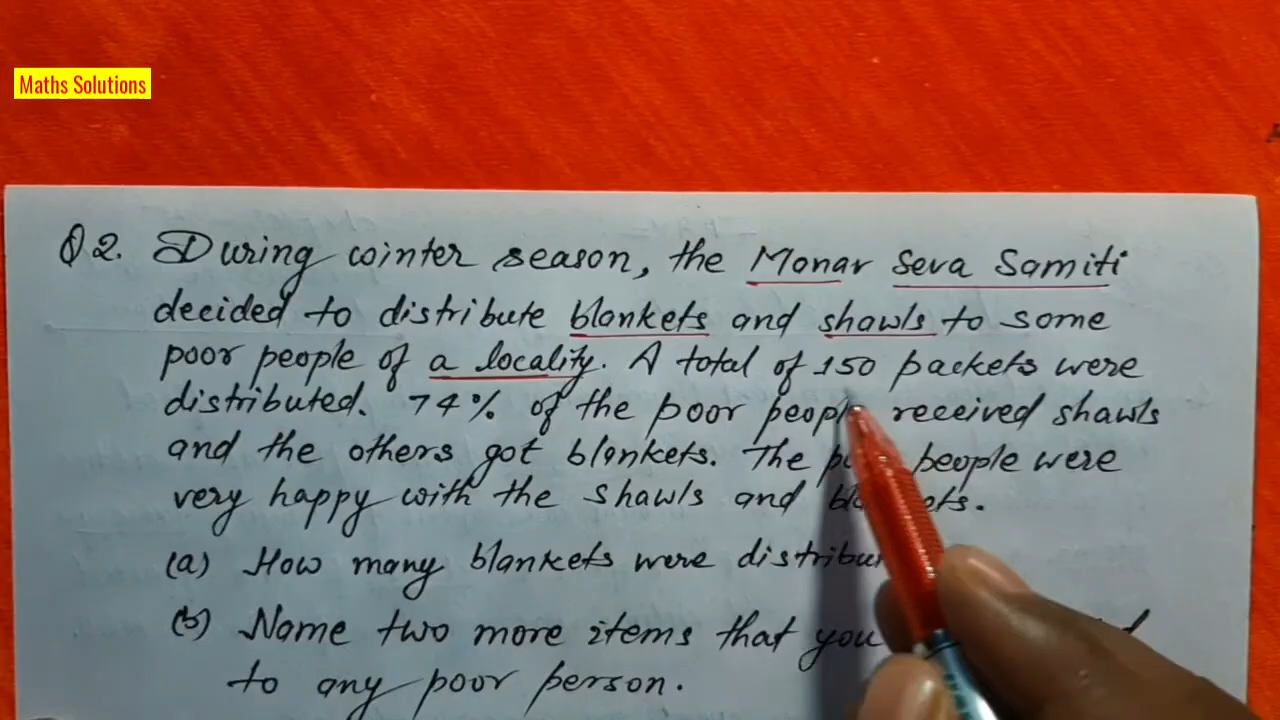 Maths Solutions
Q2. During winter season, the Monar Seva Samiti
decided to distribute blankets and shawls to some
poor people of a locality. A total of 150 packets were
distributed. 74% of the poor people received shawls
and the others got blankets. The people were
very happy with the shawls and
(a) How many blankets were
(b) Name two more items that you
to any poor person.